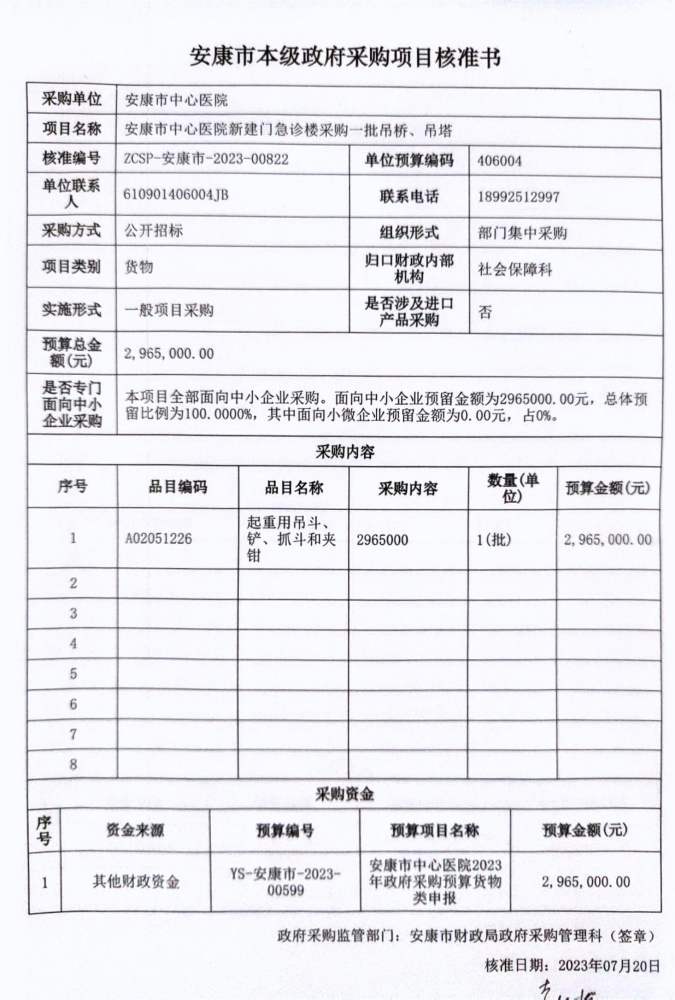 安康市本级政府采购项目核准书
采购单位 安康市中心医院
项目名称 安康市中心医院新建门急诊楼采购一批吊桥、吊塔
核准编号 ZCSP-安康市-2023-00822 单位预算编码 406004
单位联系
人 610901406004JB 联系电话 18992512997
采购方式 公开招标 组织形式 部门集中采购
项目类别 货物 归口财政内部
机构 社会保障科
实施形式 一般项目采购 是否涉及进口
产品采购 否
预算总金
额(元) 2,965,000.00
是否专门
面向中小
企业采购
本项目全部面向中小企业采购。面向中小企业预留金额为2965000.00元，总体预
留比例为100.0000%，其中面向小微企业预留金额为0.00元，占0%。
采购内容
序号 品目编码 品目名称 采购内容 数量(单
位) 预算金额(元)
1 A02051226 起重用吊斗、
铲、抓斗和夹
钳 2965000 1(批) 2,965,000.00
2
3
4
5
6
7
8
采购资金
序
号 资金来源 预算编号 预算项目名称 预算金额(元)
1 其他财政资金 YS-安康市-2023-
00599 安康市中心医院2023
年政府采购预算货物
类申报 2,965,000.00
政府采购监管部门：安康市财政局政府采购管理科（签章）
核准日期：2023年07月20日